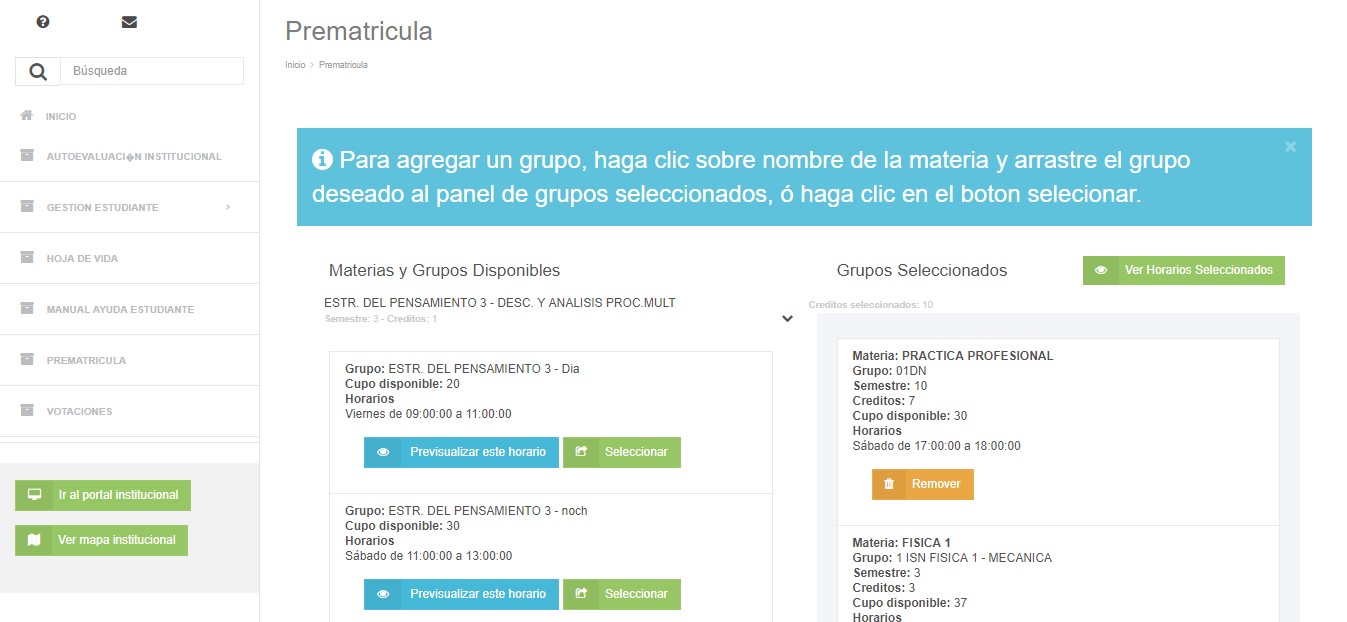 Búsqueda
INICIO
AUTOEVALUACI�N INSTITUCIONAL
GESTION ESTUDIANTE
HOJA DE VIDA
MANUAL AYUDA ESTUDIANTE
PREMATRICULA
VOTACIONES
Ir al portal institucional
Ver mapa institucional
Prematricula
Inicio > Prematricula
Para agregar un grupo, haga clic sobre nombre de la materia y arrastre el grupo
deseado al panel de grupos seleccionados, ó haga clic en el boton selecionar.
×
Materias y Grupos Disponibles
ESTR. DEL PENSAMIENTO 3 - DESC. Y ANALISIS PROC.MULT
Semestre: 3 - Creditos: 1
Grupo: ESTR. DEL PENSAMIENTO 3 - Dia
Cupo disponible: 20
Horarios
Viernes de 09:00:00 a 11:00:00
Previsualizar este horario Seleccionar
Grupo: ESTR. DEL PENSAMIENTO 3 - noch
Cupo disponible: 30
Horarios
Sábado de 11:00:00 a 13:00:00
Previsualizar este horario Seleccionar
Grupos Seleccionados
Ver Horarios Seleccionados
Creditos seleccionados: 10
Materia: PRACTICA PROFESIONAL
Grupo: 01DN
Semestre: 10
Creditos: 7
Cupo disponible: 30
Horarios
Sábado de 17:00:00 a 18:00:00
Remover
Materia: FISICA 1
Grupo: 1 ISN FISICA 1 - MECANICA
Semestre: 3
Creditos: 3
Cupo disponible: 37
Horarios